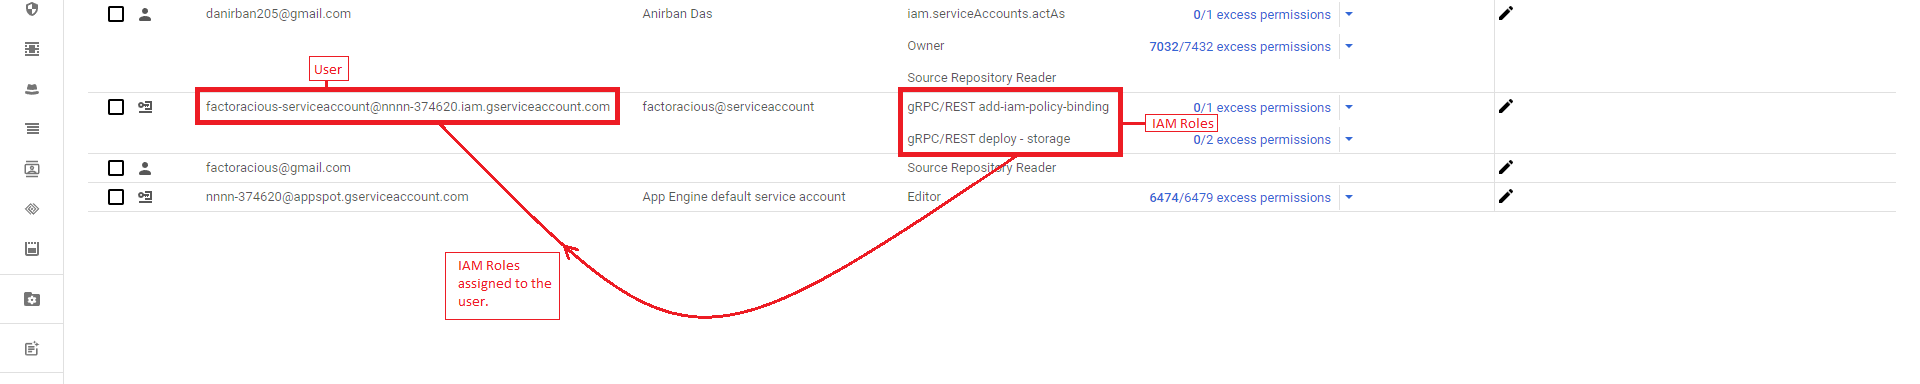 danirban205@gmail.com Anirban Das iam.serviceAccounts.actAs 0/1 excess permissions
Owner 7032/7432 excess permissions
Source Repository Reader
User
factoracious-serviceaccount@nnnn-374620.iam.gserviceaccount.com factoracious@serviceaccount gRPC/REST add-iam-policy-binding 0/1 excess permissions
IAM Roles
gRPC/REST deploy - storage 0/2 excess permissions
factoracious@gmail.com Source Repository Reader
nnnn-374620@appspot.gserviceaccount.com App Engine default service account Editor 6474/6479 excess permissions
IAM Roles
assigned to the
user.